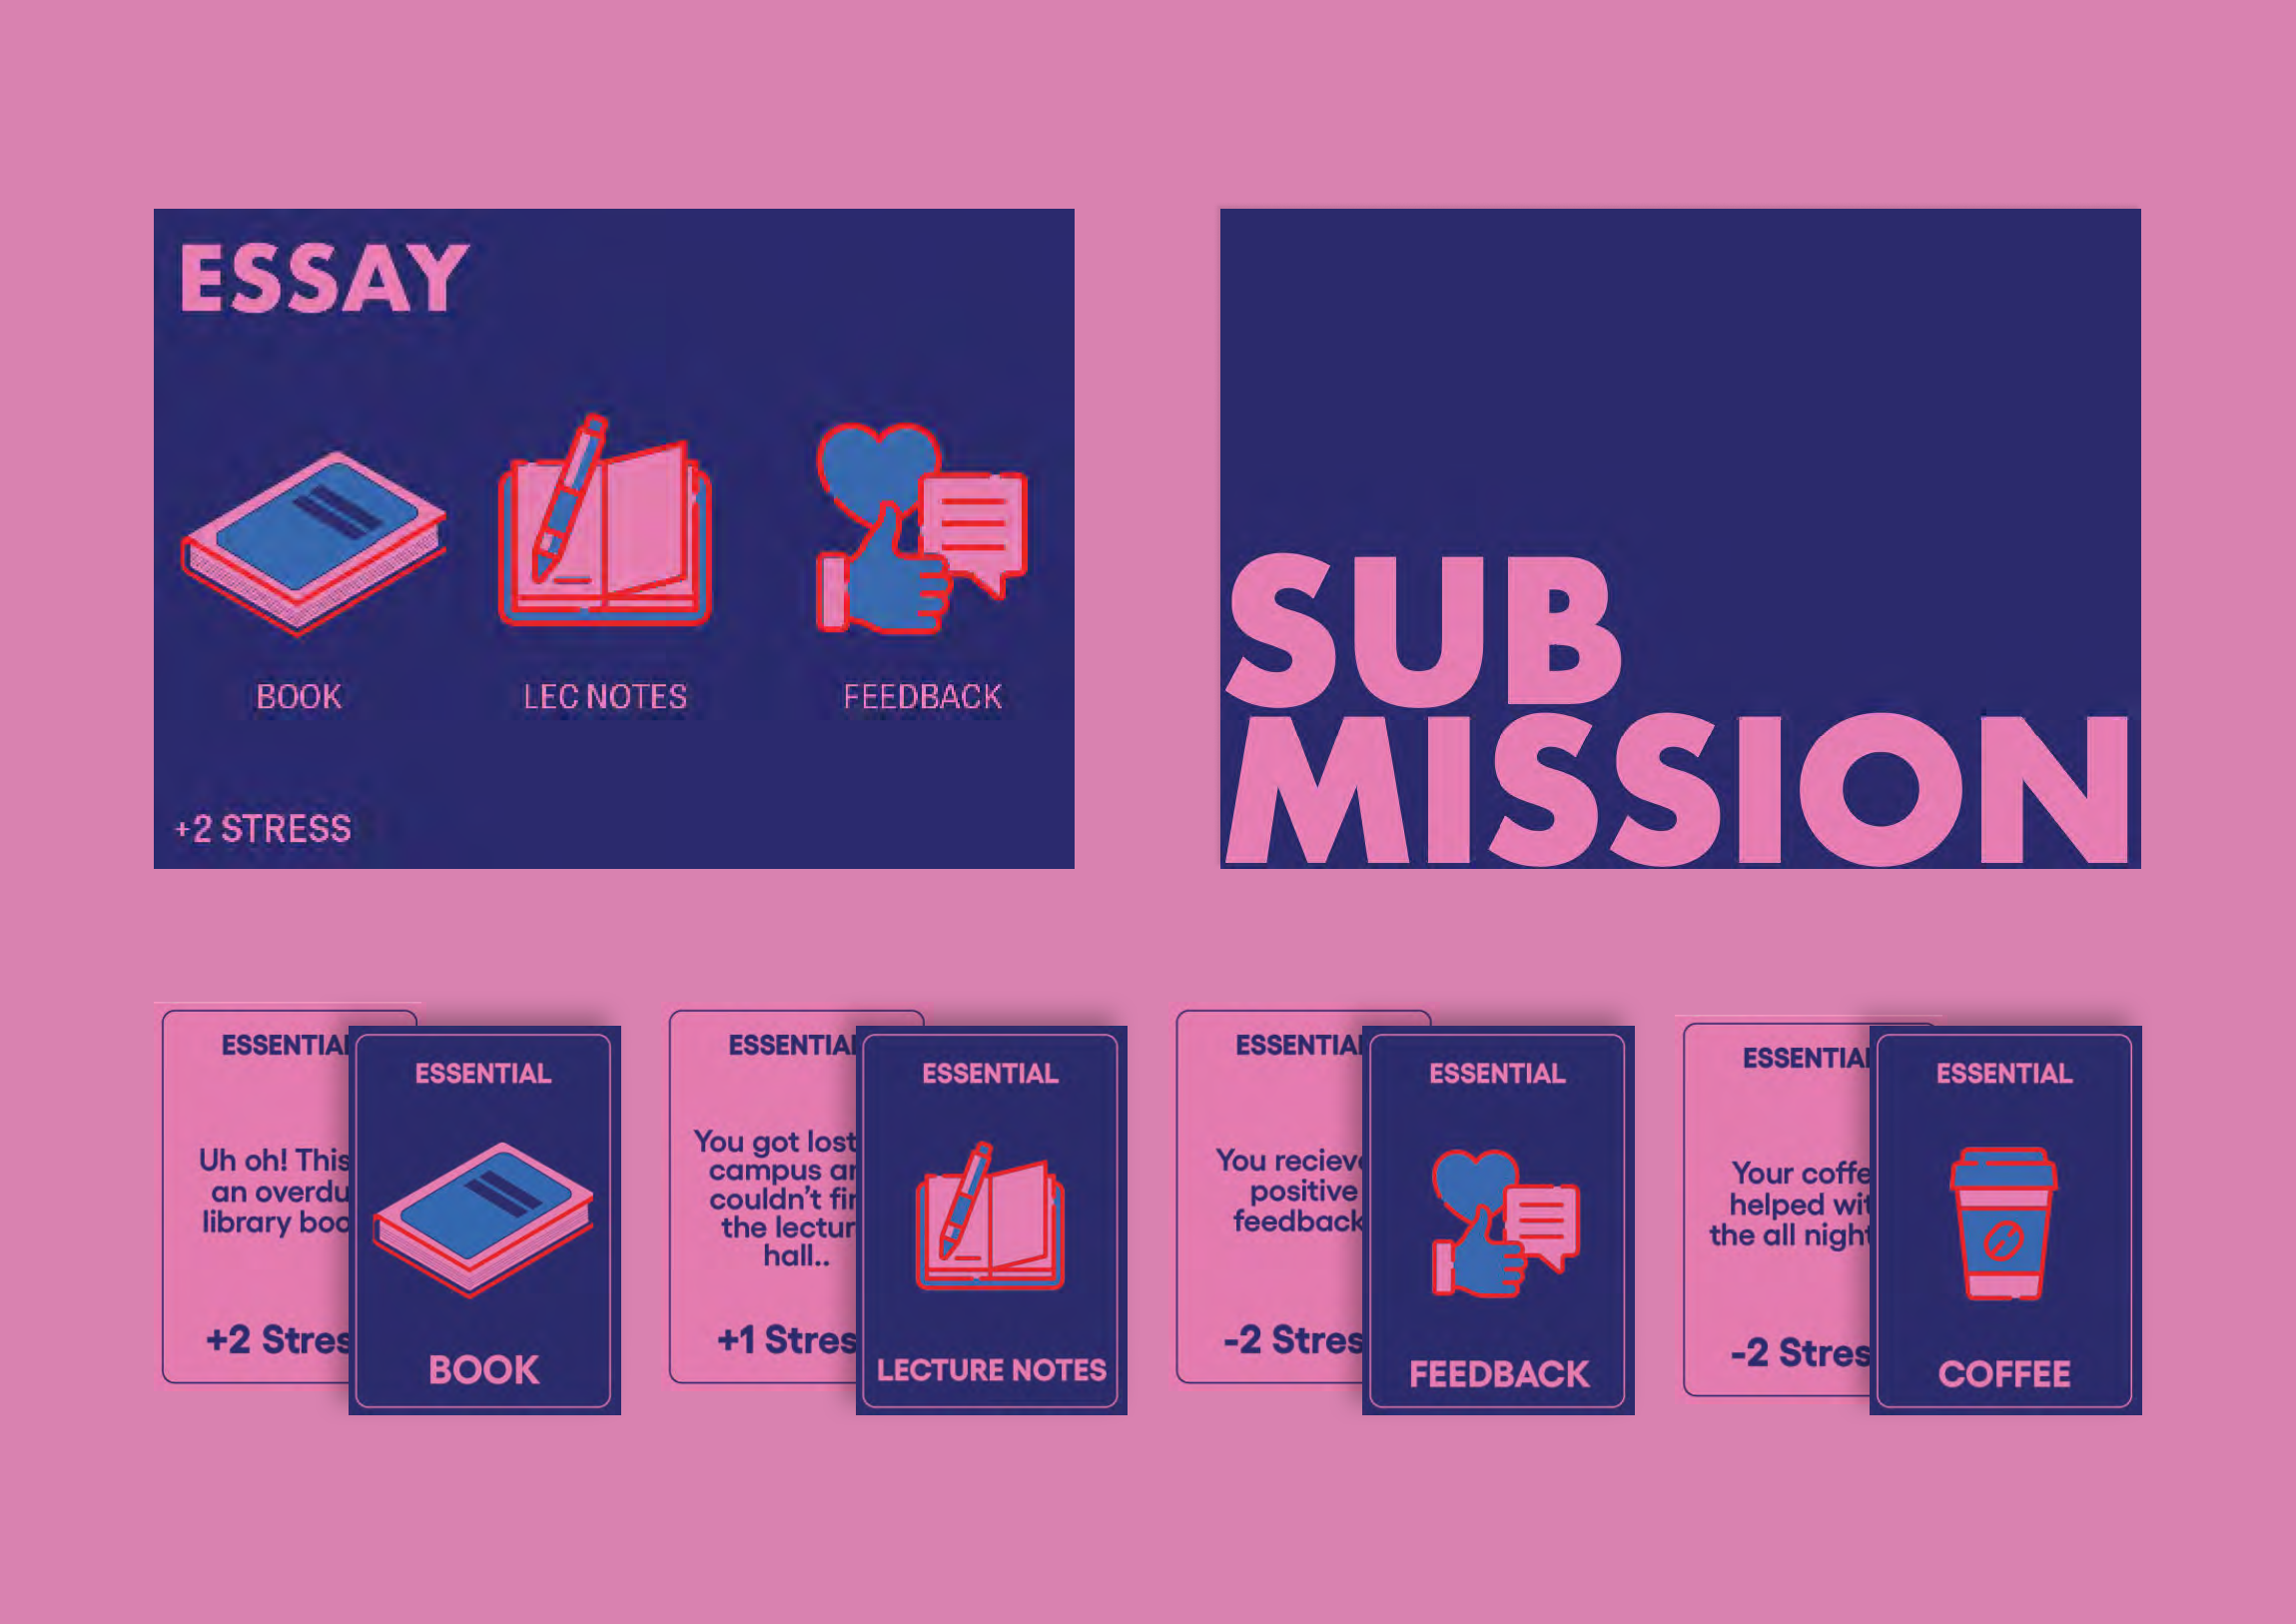 ESSAY
BOOK
LEC NOTES
FEEDBACK
+2 STRESS
SUB
MISSION
ESSENTIAL
Uh oh! This
an overdu
library boo
+2 Stres
ESSENTIAL
BOOK
ESSENTIAL
You got lost
campus ar
couldn't fir
the lectur
hall..
+1 Stres
ESSENTIAL
LECTURE NOTES
ESSENTIAL
You recieve
positive
feedback
-2 Stres
ESSENTIAL
FEEDBACK
ESSENTIAL
Your coffe
helped wit
the all night
-2 Stres
ESSENTIAL
COFFEE